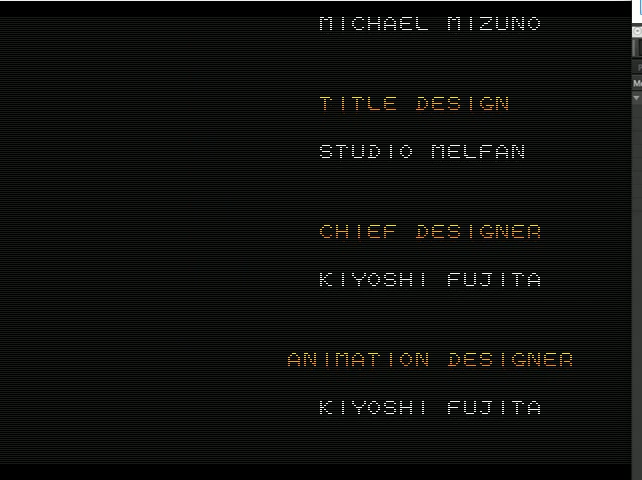 MICHAEL MIZUNO
TITLE DESIGN
STUDIO MELFAN
CHIEF DESIGNER
KIYOSHI FUJITA
ANIMATION DESIGNER
KIYOSHI FUJITA